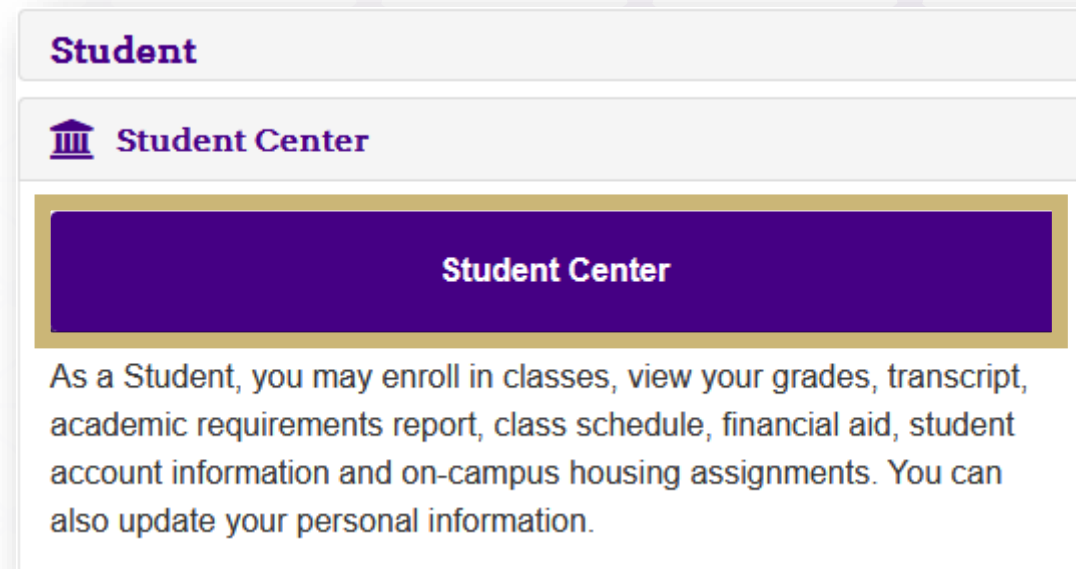 Student
Student Center
Student Center
As a Student, you may enroll in classes, view your grades, transcript,
academic requirements report, class schedule, financial aid, student
account information and on-campus housing assignments. You can
also update your personal information.